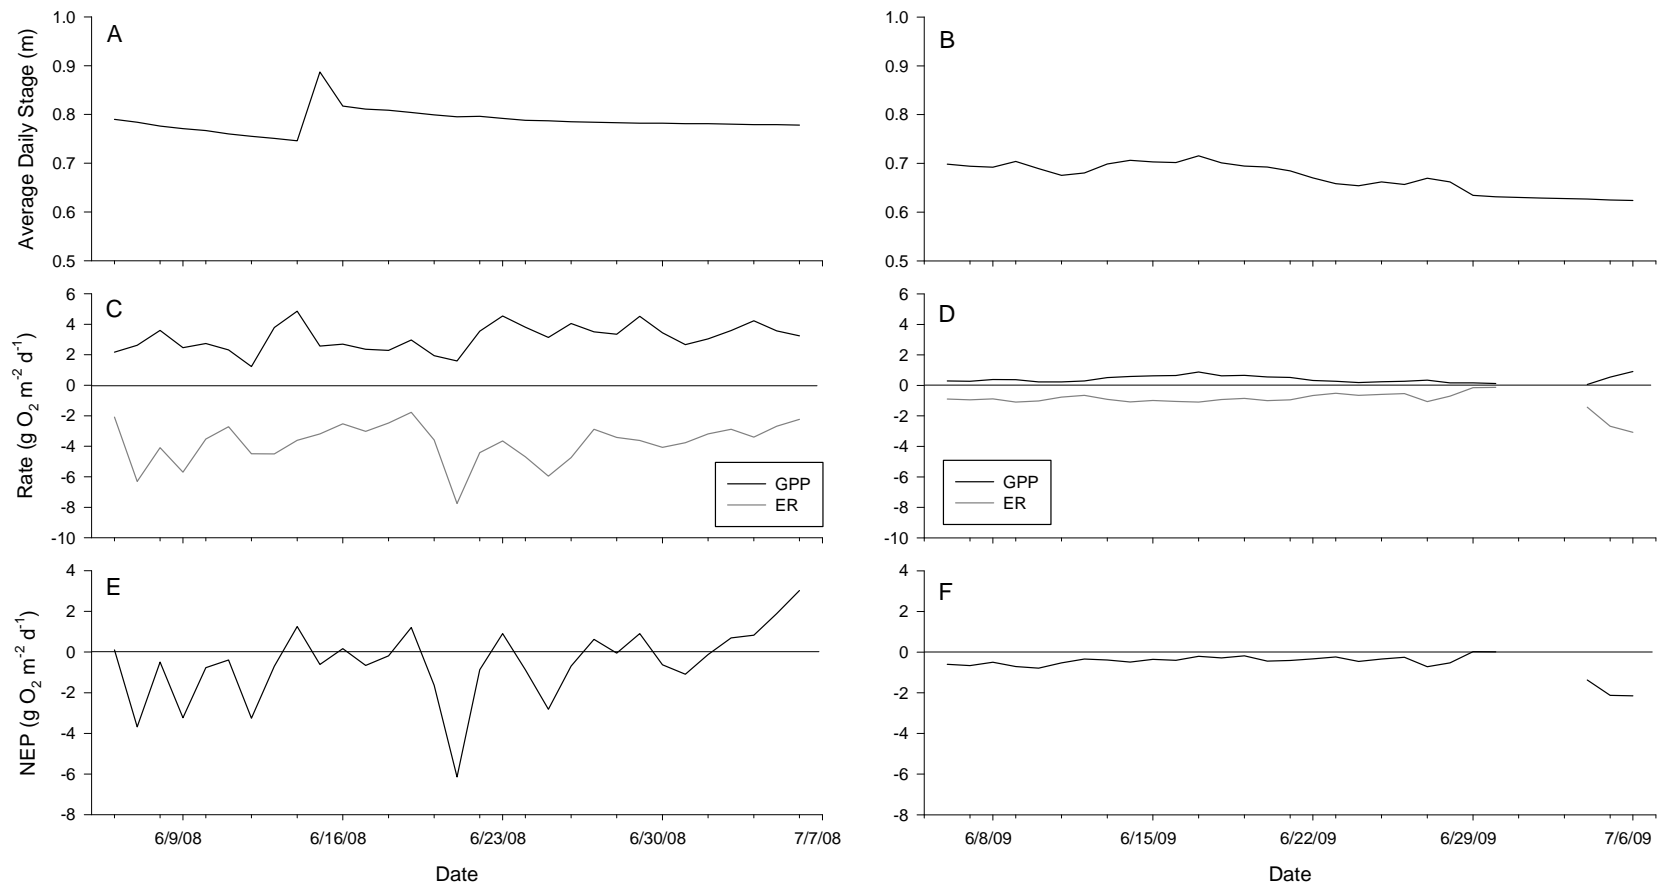 A
B
Average Daily Stage (m)
1.0
0.9
0.8
0.7
0.6
0.5
1.0
0.9
0.8
0.7
0.6
0.5
C
D
Rate (g O2 m-2 d-1)
6
4
2
0
-2
-4
-6
-8
-10
GPP
ER
6
4
2
0
-2
-4
-6
-8
-10
GPP
ER
E
F
NEP (g O2 m-2 d-1)
4
2
0
-2
-4
-6
-8
4
2
0
-2
-4
-6
-8
6/9/08 6/16/08 6/23/08 6/30/08 7/7/08
6/8/09 6/15/09 6/22/09 6/29/09 7/6/09
Date
Date